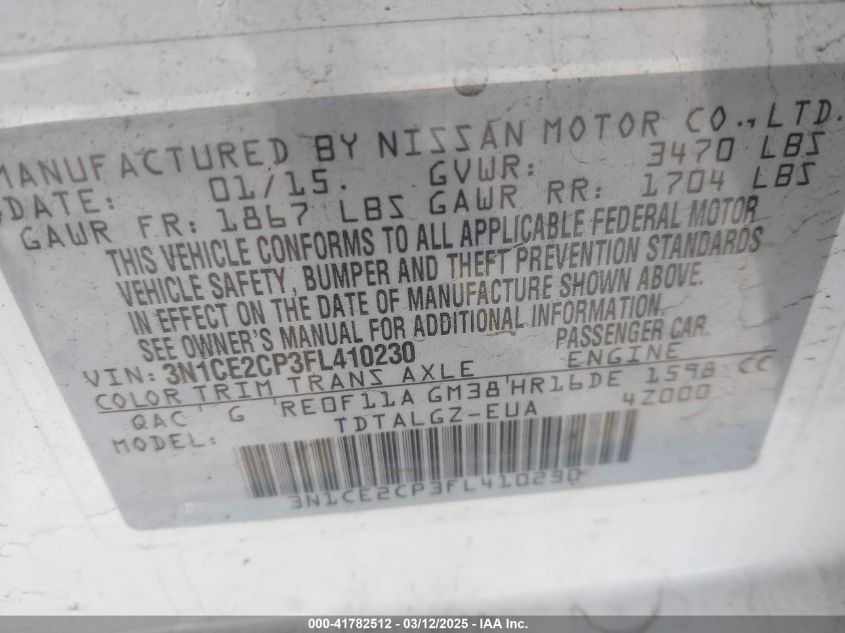 MANUFACTURED BY NISSAN MOTOR CO., LTD.
DATE: 01/15. GVWR: 3470 LBS
GAWR FR: 1867 LBS GAWR RR: 1704 LBS
THIS VEHICLE CONFORMS TO ALL APPLICABLE FEDERAL MOTOR
VEHICLE SAFETY, BUMPER AND THEFT PREVENTION STANDARDS
IN EFFECT ON THE DATE OF MANUFACTURE SHOWN ABOVE.
SEE OWNER'S MANUAL FOR ADDITIONAL INFORMATION.
VIN: 3N1CE2CP3FL410230 PASSENGER CAR.
COLOR TRIM TRANS AXLE ENGINE
QAC G RE0F11A GM38 HR16DE 1598 CC
MODEL: TDTALGZ-EUA 4Z000
3N1CE2CP3FL410230
000-41782512 - 03/12/2025 - IAA Inc.